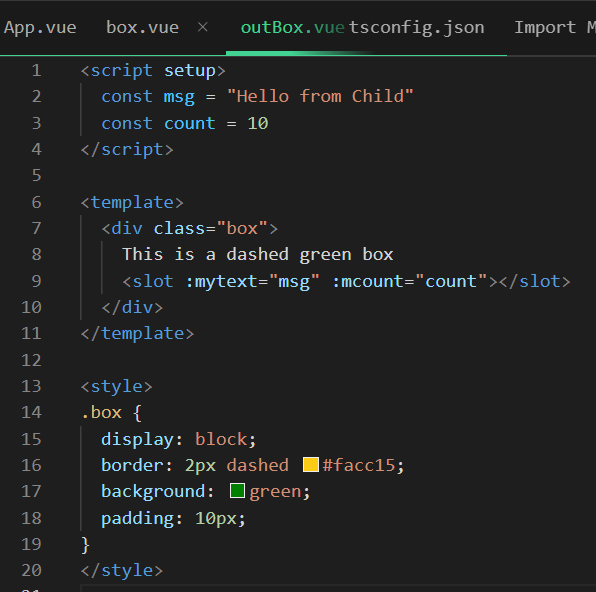 App.vue box.vue × outBox.vue tsconfig.json Import M
1 <script setup>
2 const msg = "Hello from Child"
3 const count = 10
4 </script>
5
6 <template>
7 <div class="box">
8 This is a dashed green box
9 <slot :mytext="msg" :mcount="count"></slot>
10 </div>
11 </template>
12
13 <style>
14 .box {
15 display: block;
16 border: 2px dashed #facc15;
17 background: green;
18 padding: 10px;
19 }
20 </style>